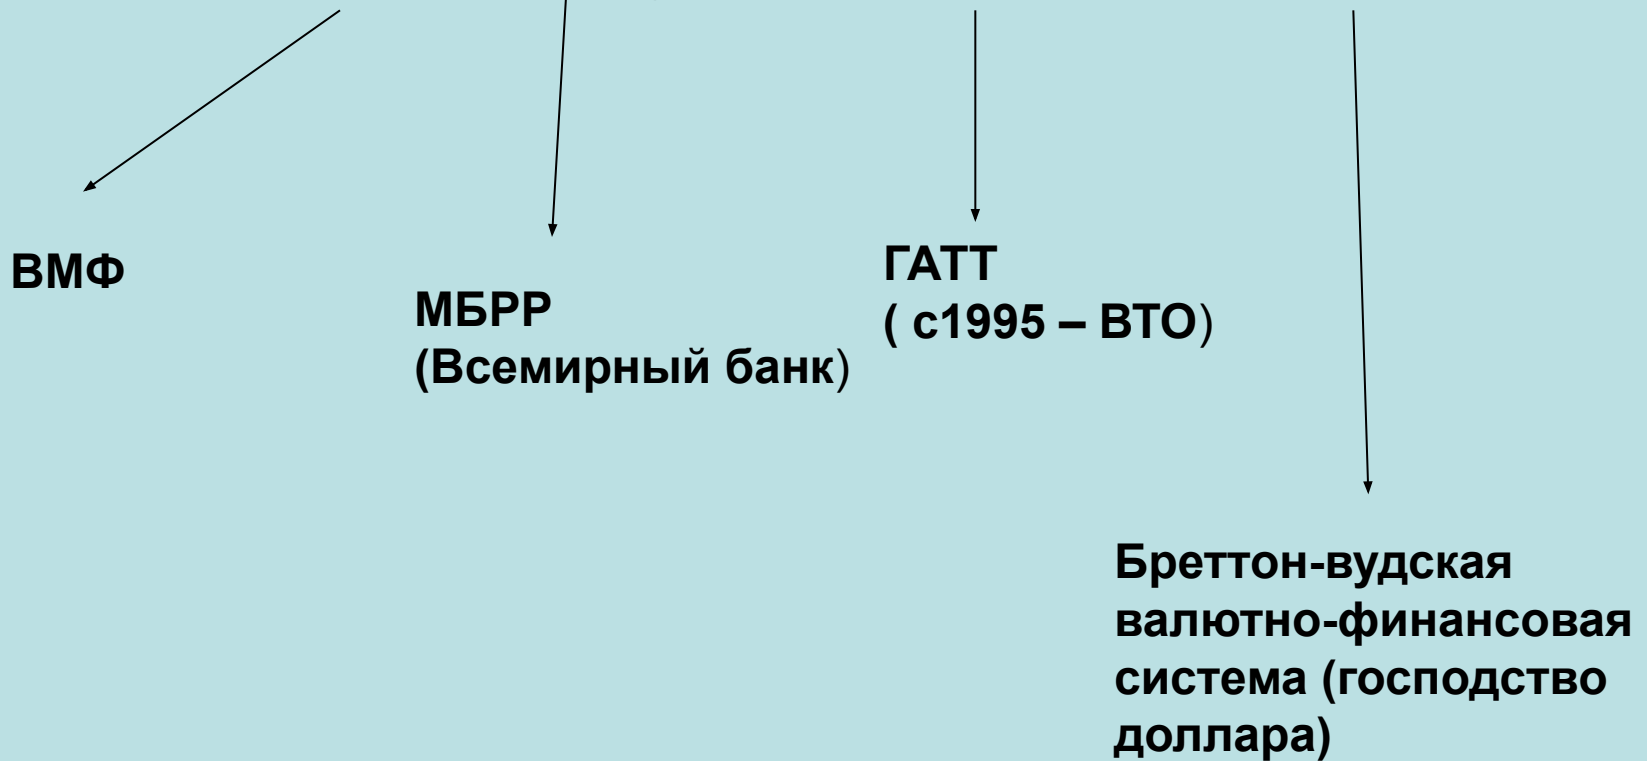 ВМФ
МБРР
(Всемирный банк)
ГАТТ
( с1995 – ВТО)
Бреттон-вудская
валютно-финансовая
система (господство
доллара)